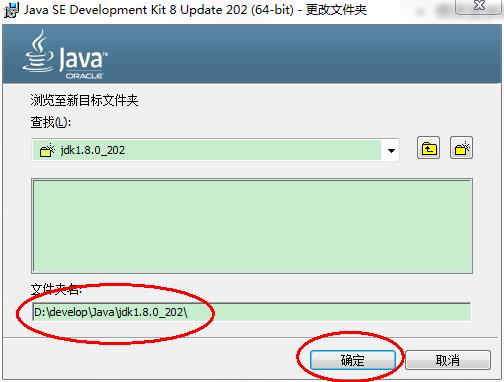 Java SE Development Kit 8 Update 202 (64-bit) - 更改文件夹
Java™
ORACLE
浏览至新目标文件夹
查找(L):
jdk1.8.0_202
文件夹名:
D:\develop\Java\jdk1.8.0_202\
确定
取消